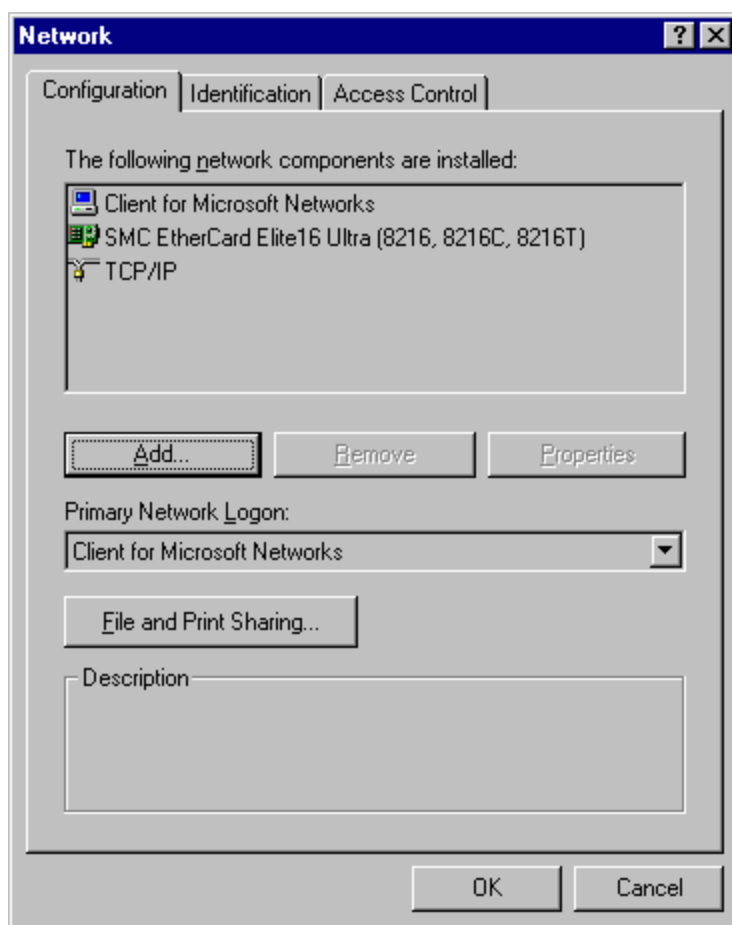 Network
Configuration Identification Access Control
The following network components are installed:
Client for Microsoft Networks
SMC EtherCard Elite16 Ultra (8216, 8216C, 8216T)
TCP/IP
Add... Remove Properties
Primary Network Logon:
Client for Microsoft Networks
File and Print Sharing...
Description
OK Cancel